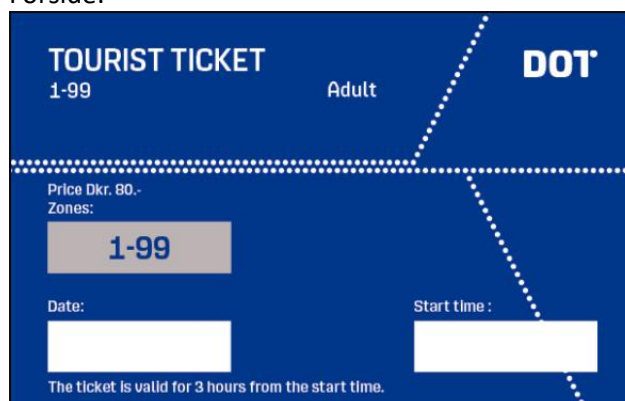 Forside:
TOURIST TICKET
1-99
Adult
DOT
Price Dkr. 80.-
Zones:
1-99
Date:
Start time :
The ticket is valid for 3 hours from the start time.